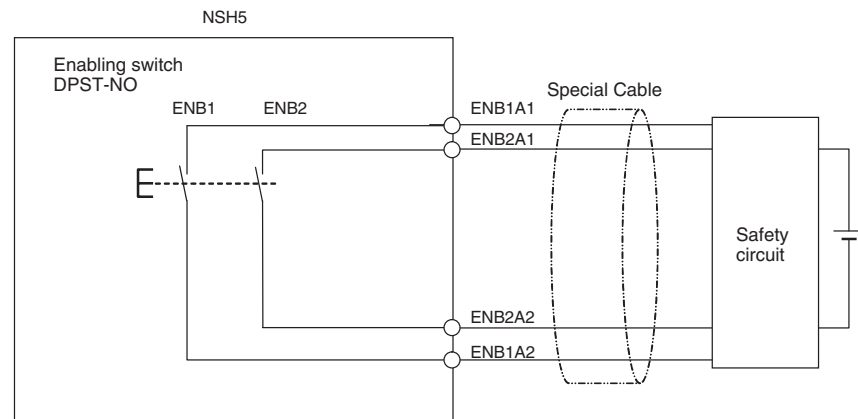 NSH5
Enabling switch
DPST-NO
ENB1
ENB2
ENB1A1
ENB2A1
Special Cable
Safety
circuit
ENB2A2
ENB1A2